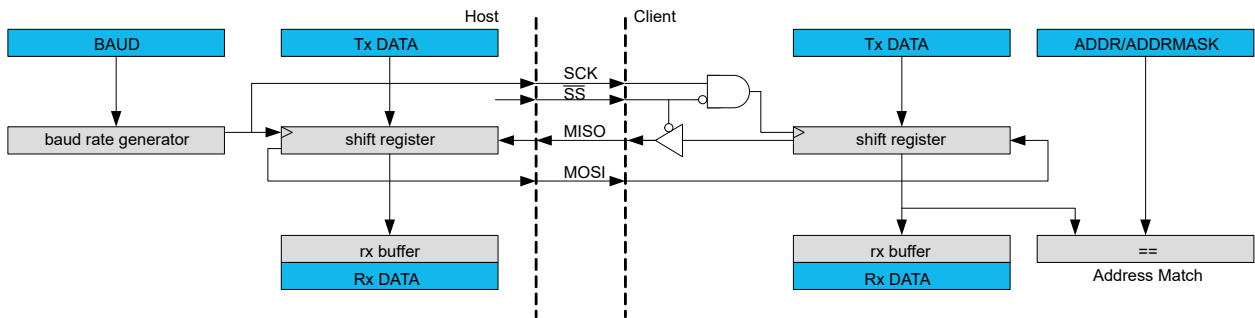 Host
Client
BAUD
Tx DATA
Tx DATA
ADDR/ADDRMASK
SCK
SS
baud rate generator
shift register
MISO
shift register
MOSI
rx buffer
rx buffer
==
Rx DATA
Rx DATA
Address Match